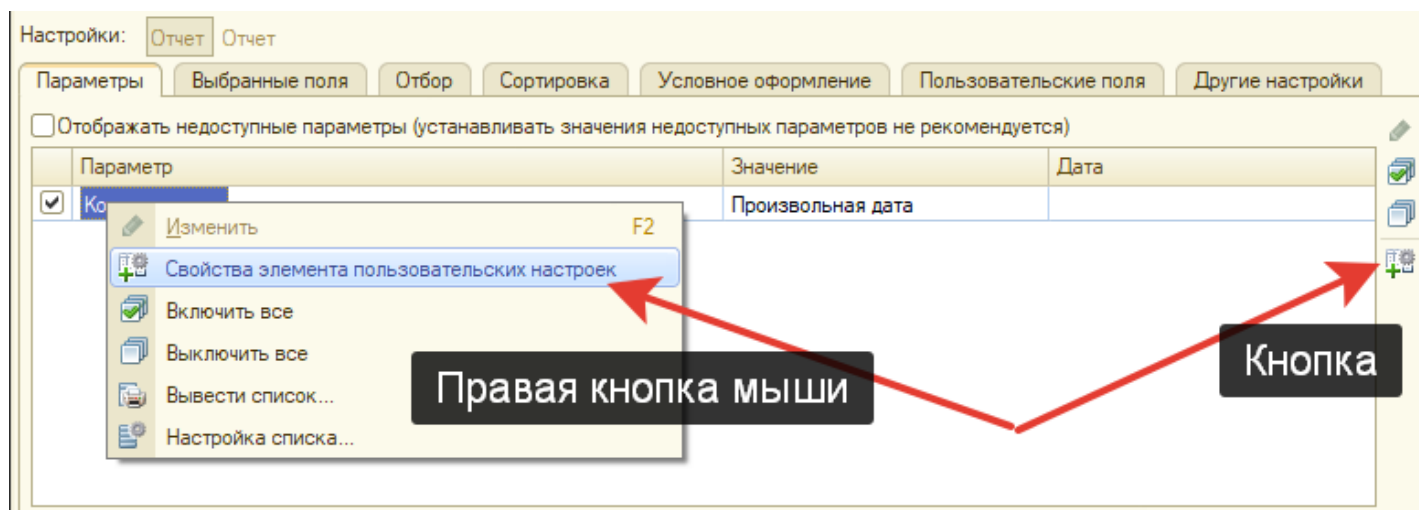 Настройки: Отчет Отчет
Параметры Выбранные поля Отбор Сортировка Условное оформление Пользовательские поля Другие настройки
Отображать недоступные параметры (устанавливать значения недоступных параметров не рекомендуется)
Параметр Значение Дата
Ко Произвольная дата
Изменить F2
Свойства элемента пользовательских настроек
Включить все
Выключить все
Вывести список...
Настройка списка...
Правая кнопка мыши
Кнопка